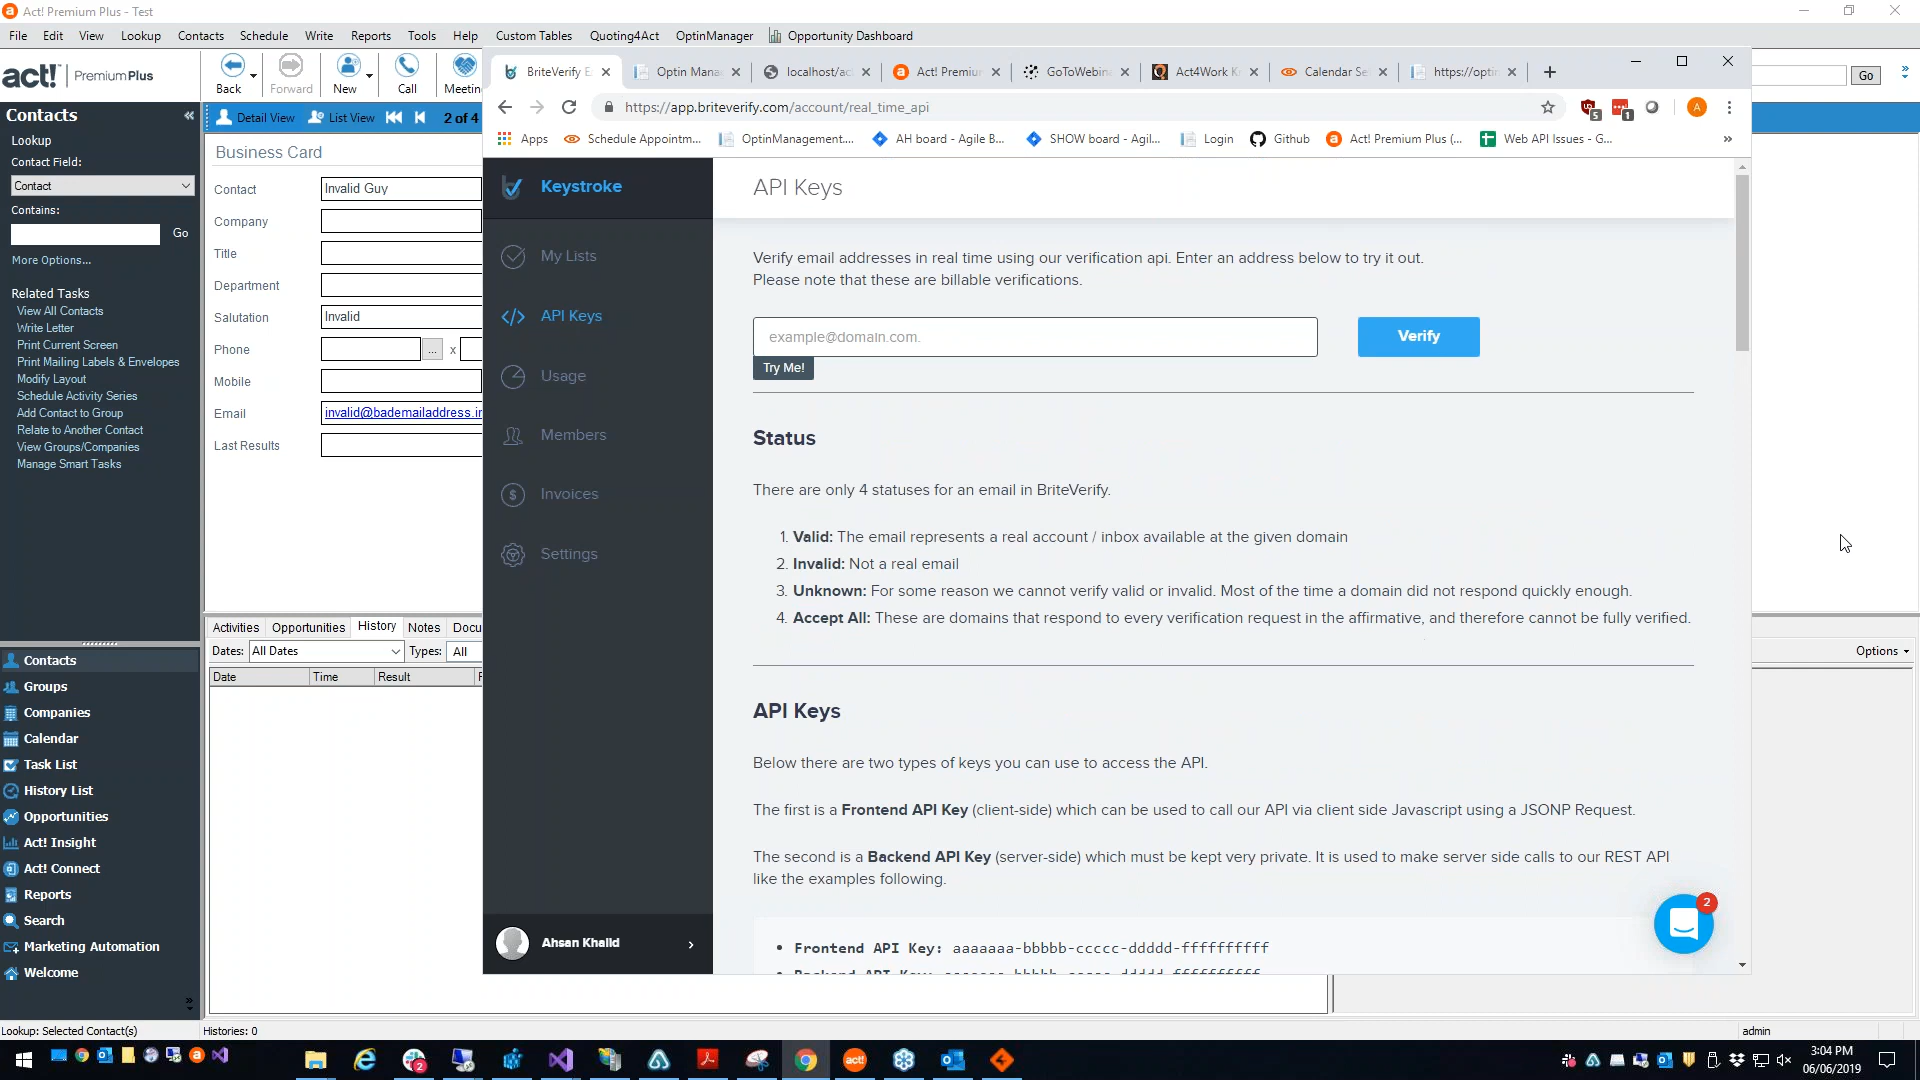 Act! Premium Plus - Test
File Edit View Lookup Contacts Schedule Write Reports Tools Help Custom Tables Quoting4Act OptinManager Opportunity Dashboard
act! Premium Plus
Back Forward New Call Meetin
Go
Contacts
Lookup
Contact Field:
Contact
Contains:
Go
More Options...
Related Tasks
View All Contacts
Write Letter
Print Current Screen
Print Mailing Labels & Envelopes
Modify Layout
Schedule Activity Series
Add Contact to Group
Relate to Another Contact
View Groups/Companies
Manage Smart Tasks
Contacts
Groups
Companies
Calendar
Task List
History List
Opportunities
Act! Insight
Act! Connect
Reports
Search
Marketing Automation
Welcome
Detail View List View 2 of 4
Business Card
Contact Invalid Guy
Company
Title
Department
Salutation Invalid
Phone ... x
Mobile
Email invalid@bademailaddress.in
Last Results
Activities Opportunities History Notes Docu
Dates: All Dates Types: All
Date Time Result
Options
BriteVerify E Optin Mana localhost/ac Act! Premiu GoToWebina Act4Work K Calendar Se https://optin
https://app.briteverify.com/account/real_time_api
5 1 A
Apps Schedule Appointm... OptinManagement... AH board - Agile B... SHOW board - Agil... Login Github Act! Premium Plus (... Web API Issues - G...
Keystroke
My Lists
API Keys
Usage
Members
Invoices
Settings
Ahsan Khalid
API Keys
Verify email addresses in real time using our verification api. Enter an address below to try it out.
Please note that these are billable verifications.
example@domain.com.
Verify
Try Me!
Status
There are only 4 statuses for an email in BriteVerify.
1. Valid: The email represents a real account / inbox available at the given domain
2. Invalid: Not a real email
3. Unknown: For some reason we cannot verify valid or invalid. Most of the time a domain did not respond quickly enough.
4. Accept All: These are domains that respond to every verification request in the affirmative, and therefore cannot be fully verified.
API Keys
Below there are two types of keys you can use to access the API.
The first is a Frontend API Key (client-side) which can be used to call our API via client side Javascript using a JSONP Request.
The second is a Backend API Key (server-side) which must be kept very private. It is used to make server side calls to our REST API
like the examples following.
2
• Frontend API Key: aaaaaaa-bbbbb-ccccc-ddddd-ffffffffff
Lookup: Selected Contact(s) Histories: 0 admin
3:04 PM
06/06/2019